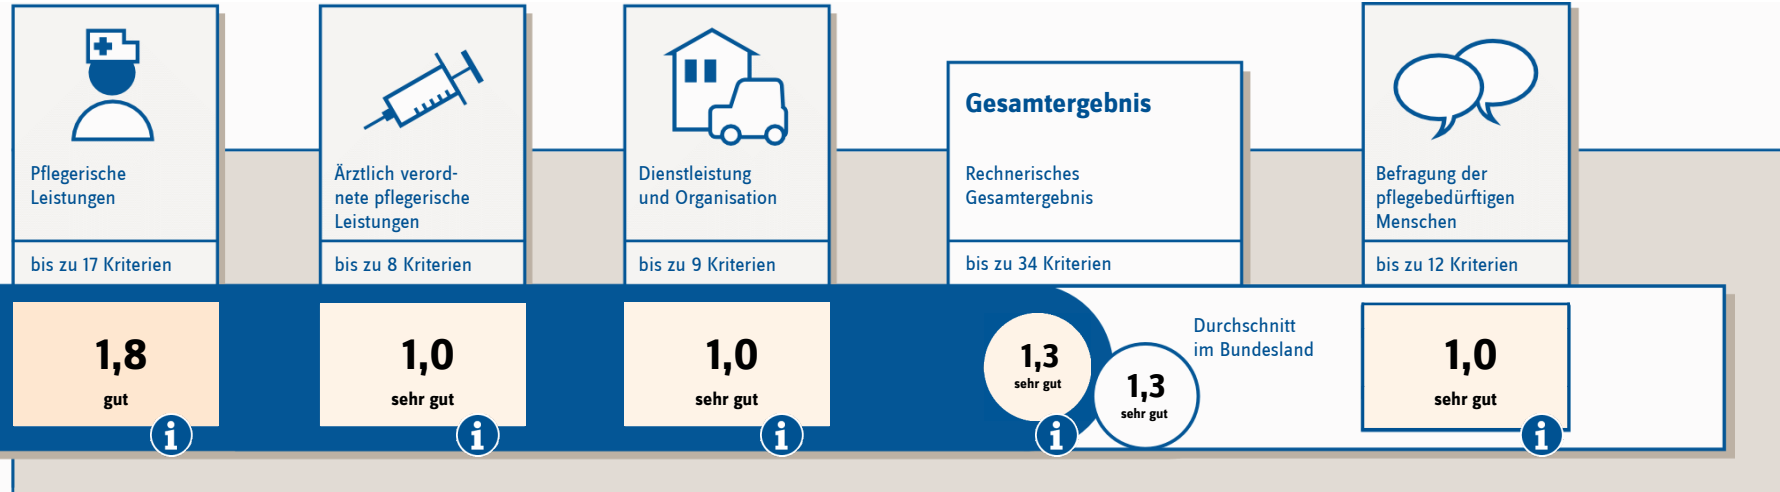 Pflegerische
Leistungen
bis zu 17 Kriterien
1,8
gut
i
Ärztlich verord-
nete pflegerische
Leistungen
bis zu 8 Kriterien
1,0
sehr gut
i
Dienstleistung
und Organisation
bis zu 9 Kriterien
1,0
sehr gut
i
Gesamtergebnis
Rechnerisches
Gesamtergebnis
bis zu 34 Kriterien
1,3
sehr gut
i
Durchschnitt
im Bundesland
1,3
sehr gut
Befragung der
pflegebedürftigen
Menschen
bis zu 12 Kriterien
1,0
sehr gut
i